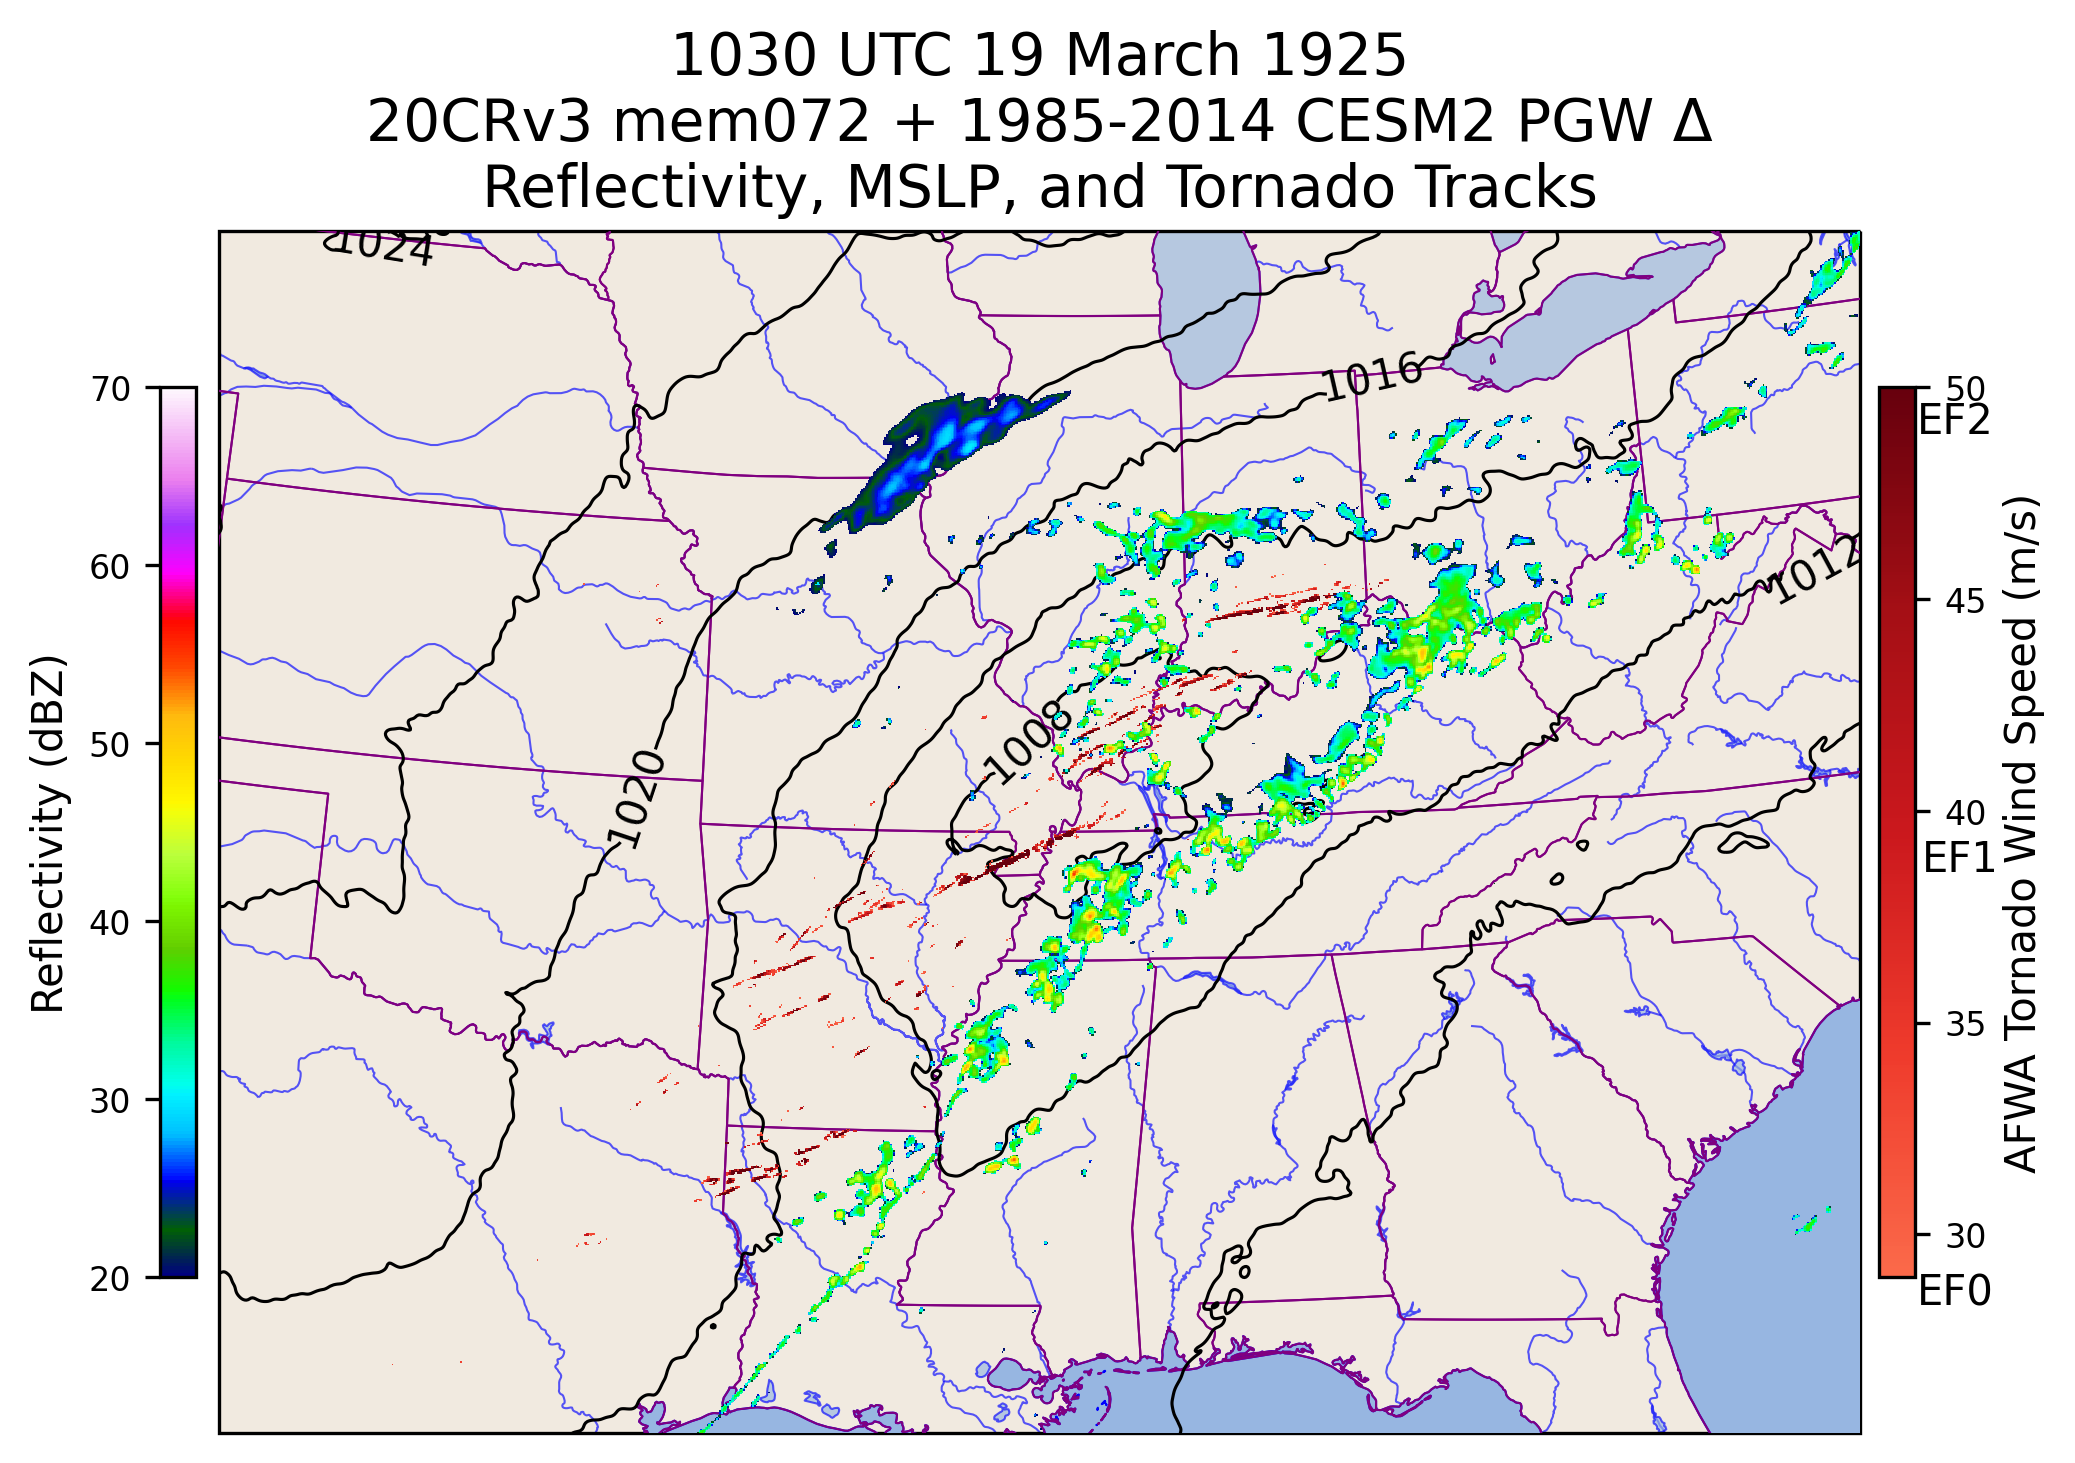 1030 UTC 19 March 1925
20CRv3 mem072 + 1985-2014 CESM2 PGW Δ
Reflectivity, MSLP, and Tornado Tracks
1024
1016
1012
1008
1020
70
60
50
40
30
20
Reflectivity (dBZ)
50
EF2
45
40
EF1
35
30
EF0
AFWA Tornado Wind Speed (m/s)